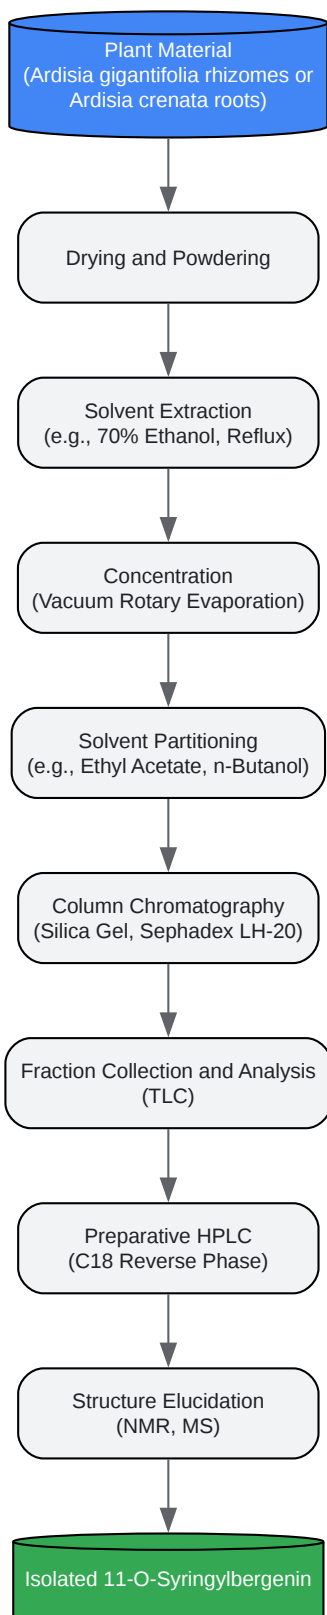 Plant Material
(Ardisia gigantifolia rhizomes or
Ardisia crenata roots)
Drying and Powdering
Solvent Extraction
(e.g., 70% Ethanol, Reflux)
Concentration
(Vacuum Rotary Evaporation)
Solvent Partitioning
(e.g., Ethyl Acetate, n-Butanol)
Column Chromatography
(Silica Gel, Sephadex LH-20)
Fraction Collection and Analysis
(TLC)
Preparative HPLC
(C18 Reverse Phase)
Structure Elucidation
(NMR, MS)
Isolated 11-O-Syringylbergenin